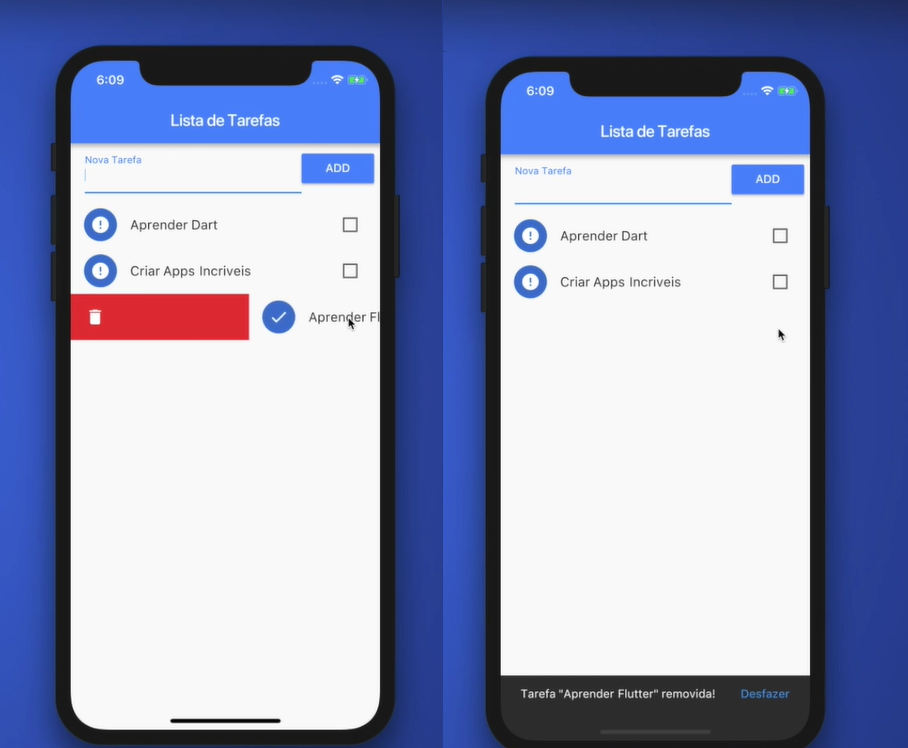 6:09
Lista de Tarefas
Nova Tarefa
ADD
Aprender Dart
Criar Apps Incriveis
Aprender Fl
6:09
Lista de Tarefas
Nova Tarefa
ADD
Aprender Dart
Criar Apps Incriveis
Tarefa "Aprender Flutter" removida! Desfazer